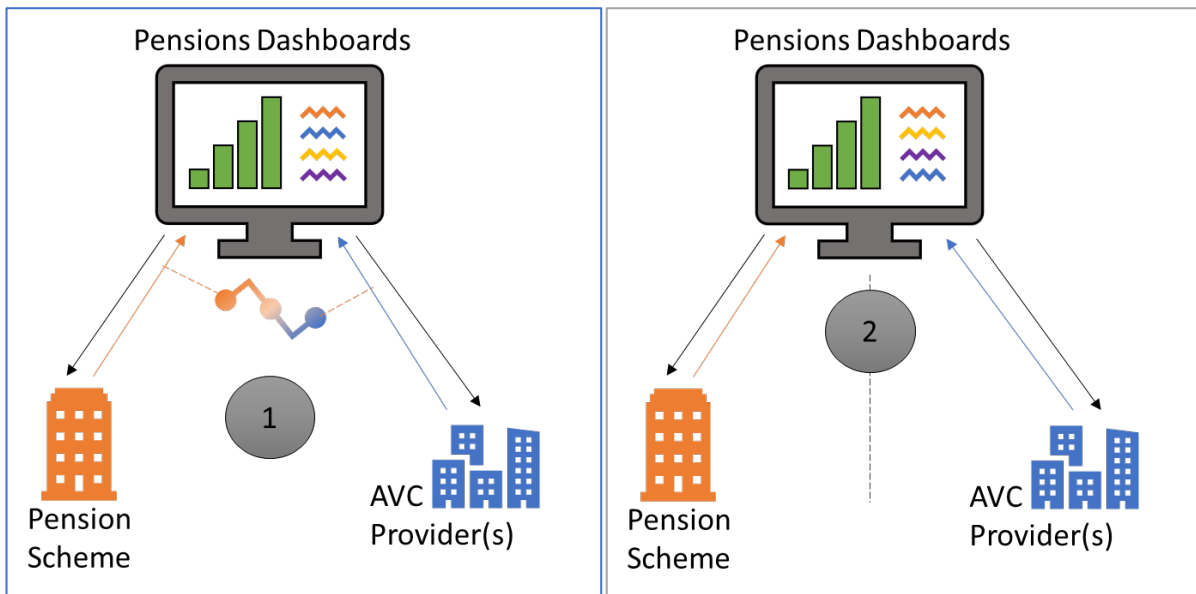 Pensions Dashboards
1
Pension
Scheme
AVC
Provider(s)
Pensions Dashboards
2
Pension
Scheme
AVC
Provider(s)